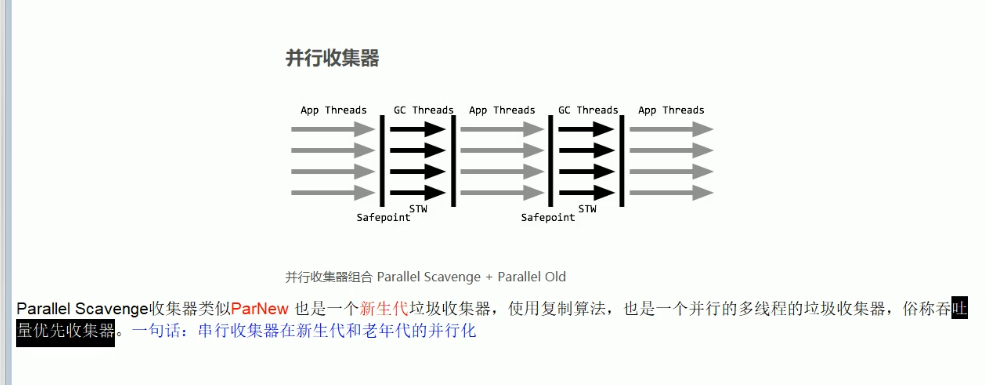 并行收集器
App Threads GC Threads App Threads GC Threads App Threads
STW STW
Safepoint Safepoint
并行收集器组合 Parallel Scavenge + Parallel Old
Parallel Scavenge收集器类似ParNew 也是一个新生代垃圾收集器，使用复制算法，也是一个并行的多线程的垃圾收集器，俗称吞吐
量优先收集器。一句话：串行收集器在新生代和老年代的并行化